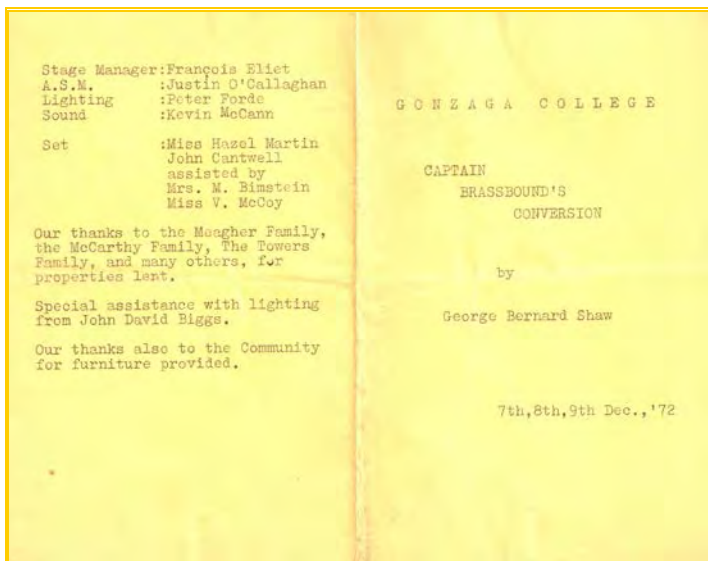 Stage Manager:François Eliet
A.S.M. :Justin O'Callaghan
Lighting :Peter Forde
Sound :Kevin McCann
Set :Miss Hazel Martin
John Cantwell
assisted by
Mrs. M. Bimstein
Miss V. McCoy
Our thanks to the Meagher Family,
the McCarthy Family, The Towers
Family, and many others, for
properties lent.
Special assistance with lighting
from John David Biggs.
Our thanks also to the Community
for furniture provided.
GONZAGA COLLEGE
CAPTAIN
BRASSBOUND'S
CONVERSION
by
George Bernard Shaw
7th,8th,9th Dec.,'72